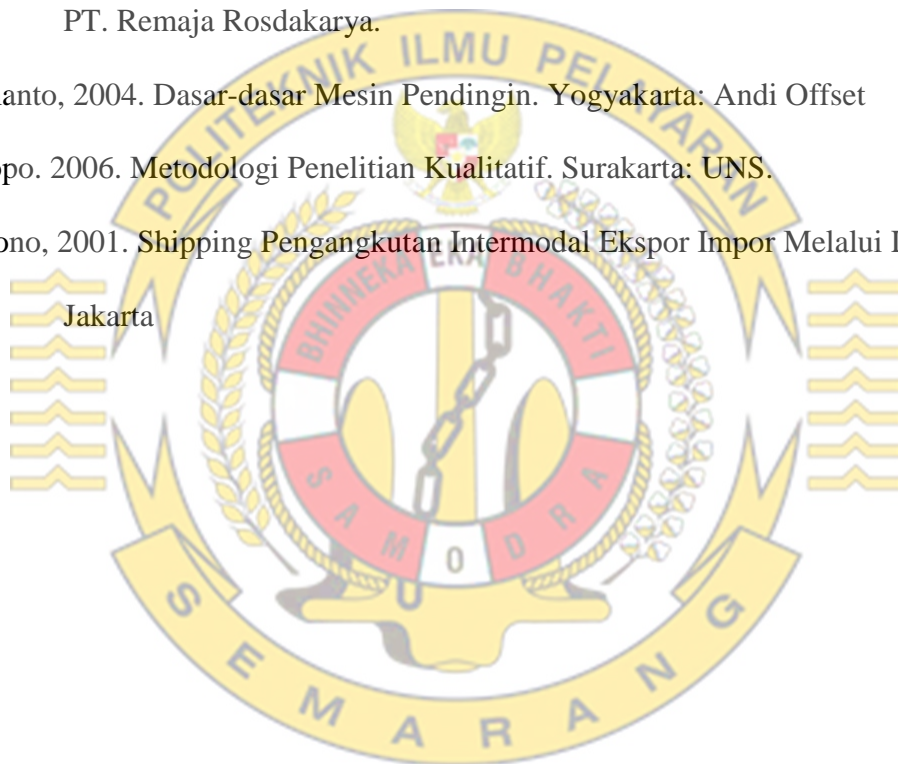 PT. Remaja Rosdakarya.
POLITEKNIK ILMU PELAYARAN
anto, 2004. Dasar-dasar Mesin Pendingin. Yogyakarta: Andi Offset
po. 2006. Metodologi Penelitian Kualitatif. Surakarta: UNS.
ono, 2001. Shipping Pengangkutan Intermodal Ekspor Impor Melalui
Jakarta
BHINNEKA EKA BHAKTI
SAMODRA
SEMARANG